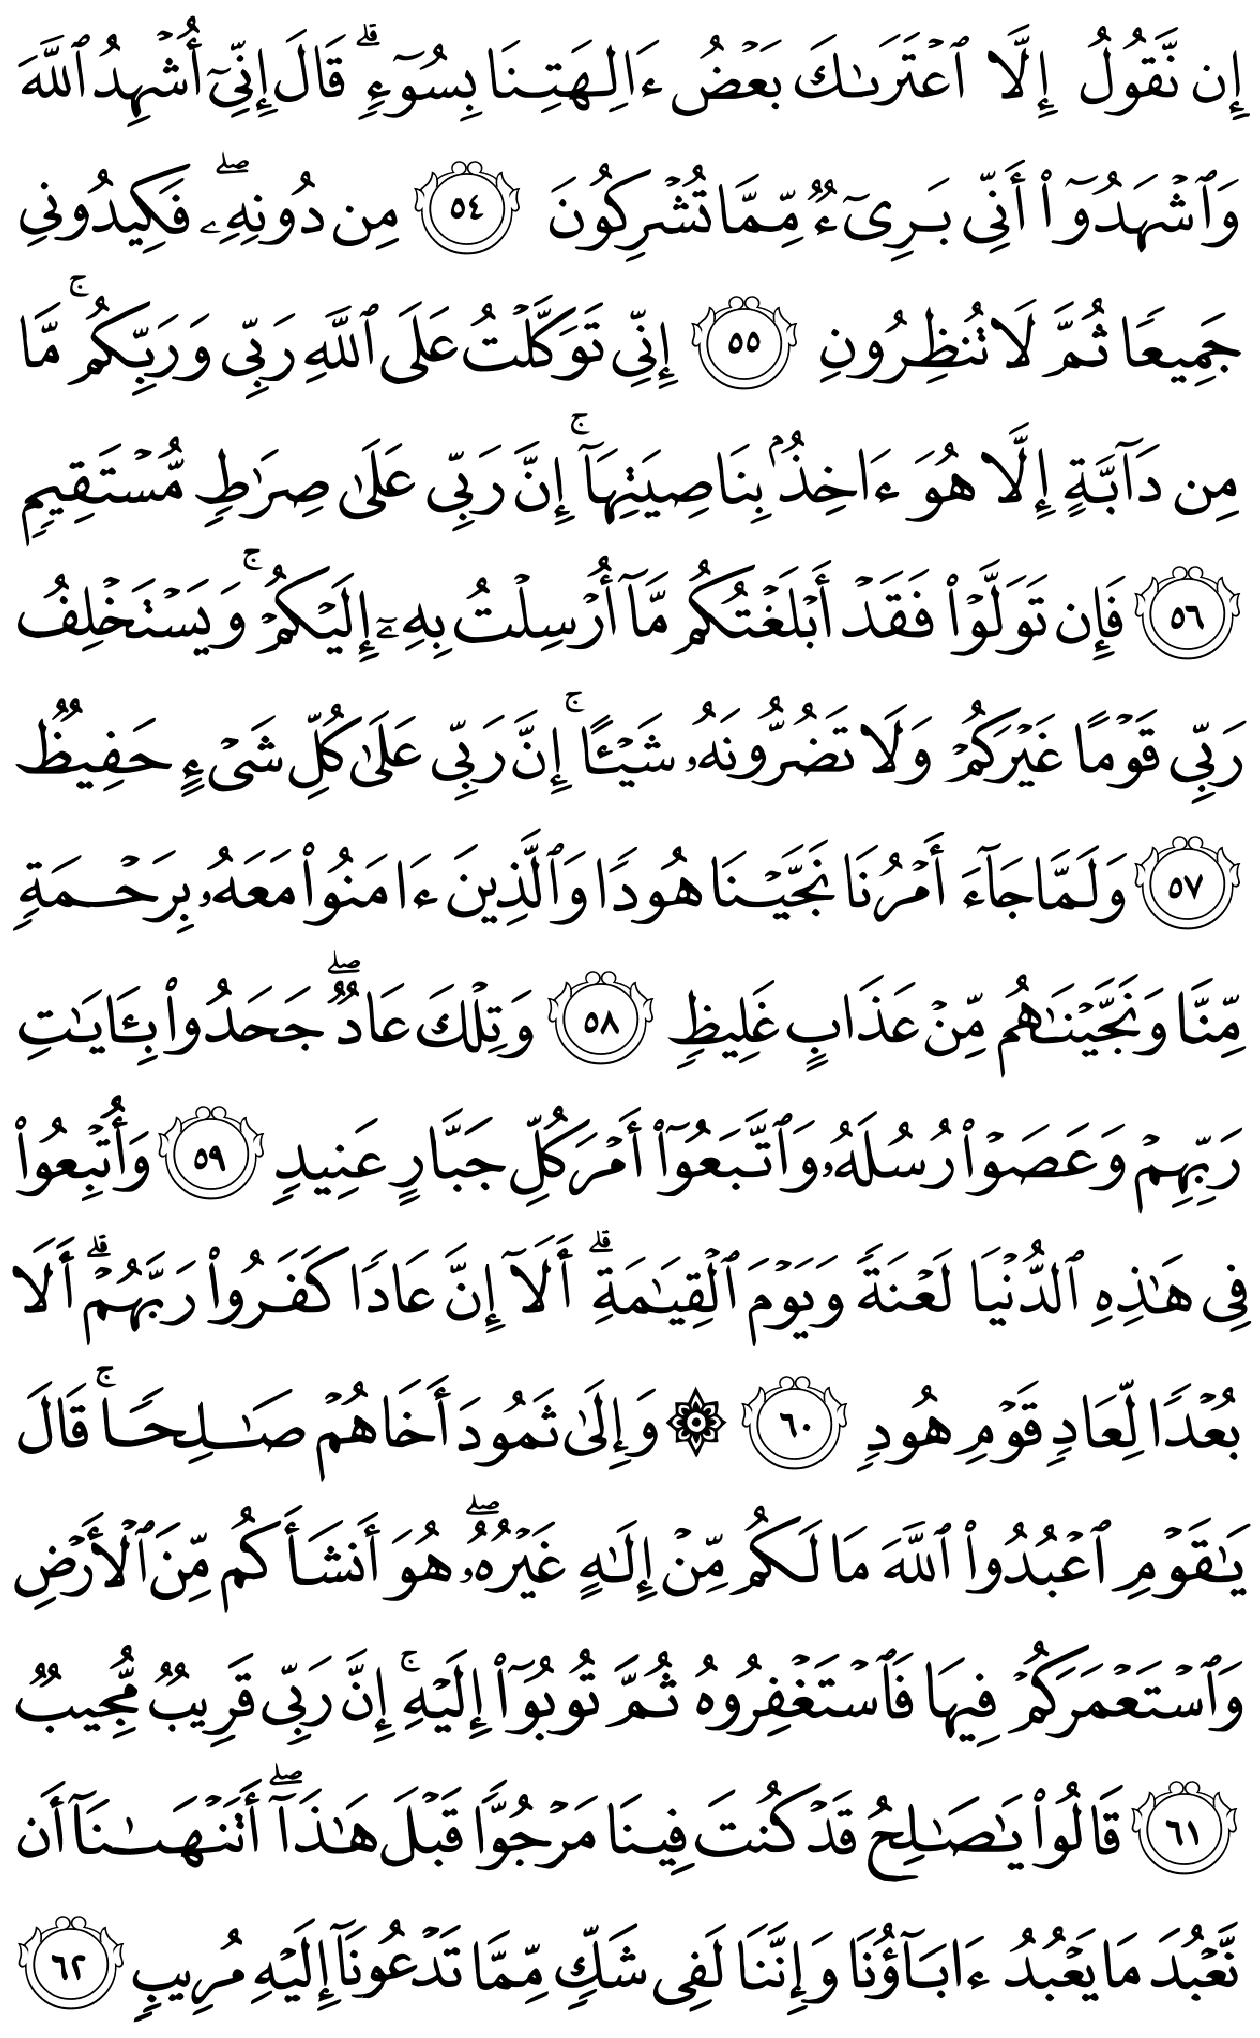 إِن نَّقُولُ إِلَّا ٱعۡتَرَىٰكَ بَعۡضُ ءَالِهَتِنَا بِسُوٓءٖۗ قَالَ إِنِّيٓ أُشۡهِدُ ٱللَّهَ
وَٱشۡهَدُوٓاْ أَنِّي بَرِيٓءٞ مِّمَّا تُشۡرِكُونَ ٥٤ مِن دُونِهِۦۖ فَكِيدُونِي
جَمِيعٗا ثُمَّ لَا تُنظِرُونِ ٥٥ إِنِّي تَوَكَّلۡتُ عَلَى ٱللَّهِ رَبِّي وَرَبِّكُمۚ مَّا
مِن دَآبَّةٍ إِلَّا هُوَ ءَاخِذُۢ بِنَاصِيَتِهَآۚ إِنَّ رَبِّي عَلَىٰ صِرَٰطٖ مُّسۡتَقِيمٖ
٥٦ فَإِن تَوَلَّوۡاْ فَقَدۡ أَبۡلَغۡتُكُم مَّآ أُرۡسِلۡتُ بِهِۦٓ إِلَيۡكُمۡۚ وَيَسۡتَخۡلِفُ
رَبِّي قَوۡمًا غَيۡرَكُمۡ وَلَا تَضُرُّونَهُۥ شَيۡـًٔاۚ إِنَّ رَبِّي عَلَىٰ كُلِّ شَيۡءٍ حَفِيظٞ
٥٧ وَلَمَّا جَآءَ أَمۡرُنَا نَجَّيۡنَا هُودٗا وَٱلَّذِينَ ءَامَنُواْ مَعَهُۥ بِرَحۡمَةٖ
مِّنَّا وَنَجَّيۡنَٰهُم مِّنۡ عَذَابٍ غَلِيظٖ ٥٨ وَتِلۡكَ عَادٞۖ جَحَدُواْ بِـَٔايَٰتِ
رَبِّهِمۡ وَعَصَوۡاْ رُسُلَهُۥ وَٱتَّبَعُوٓاْ أَمۡرَ كُلِّ جَبَّارٍ عَنِيدٖ ٥٩ وَأُتۡبِعُواْ
فِي هَٰذِهِ ٱلدُّنۡيَا لَعۡنَةٗ وَيَوۡمَ ٱلۡقِيَٰمَةِۗ أَلَآ إِنَّ عَادٗا كَفَرُواْ رَبَّهُمۡۗ أَلَا
بُعۡدٗا لِّعَادٖ قَوۡمِ هُودٖ ٦٠ ۞ وَإِلَىٰ ثَمُودَ أَخَاهُمۡ صَٰلِحٗاۚ قَالَ
يَٰقَوۡمِ ٱعۡبُدُواْ ٱللَّهَ مَا لَكُم مِّنۡ إِلَٰهٍ غَيۡرُهُۥۖ هُوَ أَنشَأَكُم مِّنَ ٱلۡأَرۡضِ
وَٱسۡتَعۡمَرَكُمۡ فِيهَا فَٱسۡتَغۡفِرُوهُ ثُمَّ تُوبُوٓاْ إِلَيۡهِۚ إِنَّ رَبِّي قَرِيبٞ مُّجِيبٞ
٦١ قَالُواْ يَٰصَٰلِحُ قَدۡ كُنتَ فِينَا مَرۡجُوّٗا قَبۡلَ هَٰذَآۖ أَتَنۡهَىٰنَآ أَن
نَّعۡبُدَ مَا يَعۡبُدُ ءَابَآؤُنَا وَإِنَّنَا لَفِي شَكّٖ مِّمَّا تَدۡعُونَآ إِلَيۡهِ مُرِيبٖ ٦٢